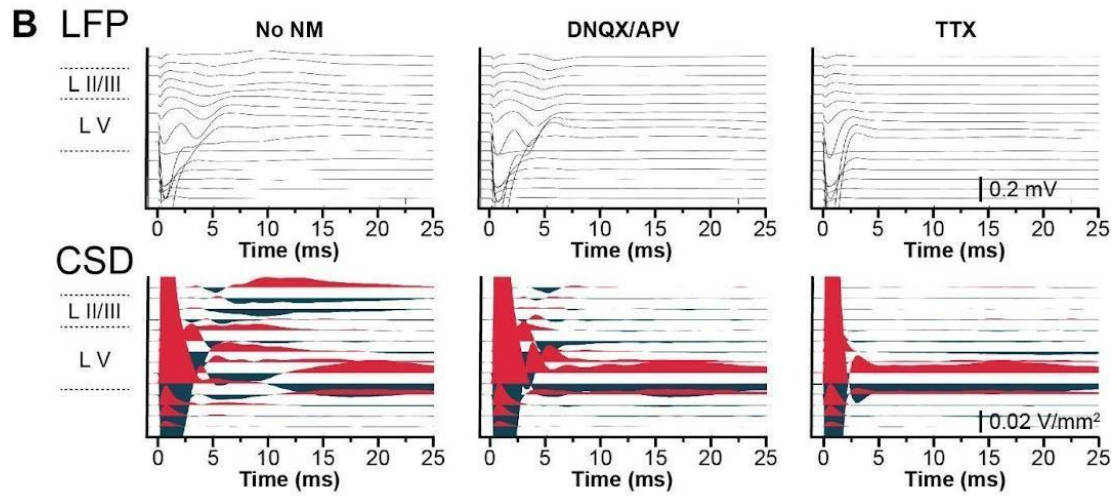 B LFP
No NM DNQX/APV TTX
L II/III
L V
0.2 mV
0 5 10 15 20 25 0 5 10 15 20 25 0 5 10 15 20 25
Time (ms) Time (ms) Time (ms)
CSD
L II/III
L V
0.02 V/mm²
0 5 10 15 20 25 0 5 10 15 20 25 0 5 10 15 20 25
Time (ms) Time (ms) Time (ms)